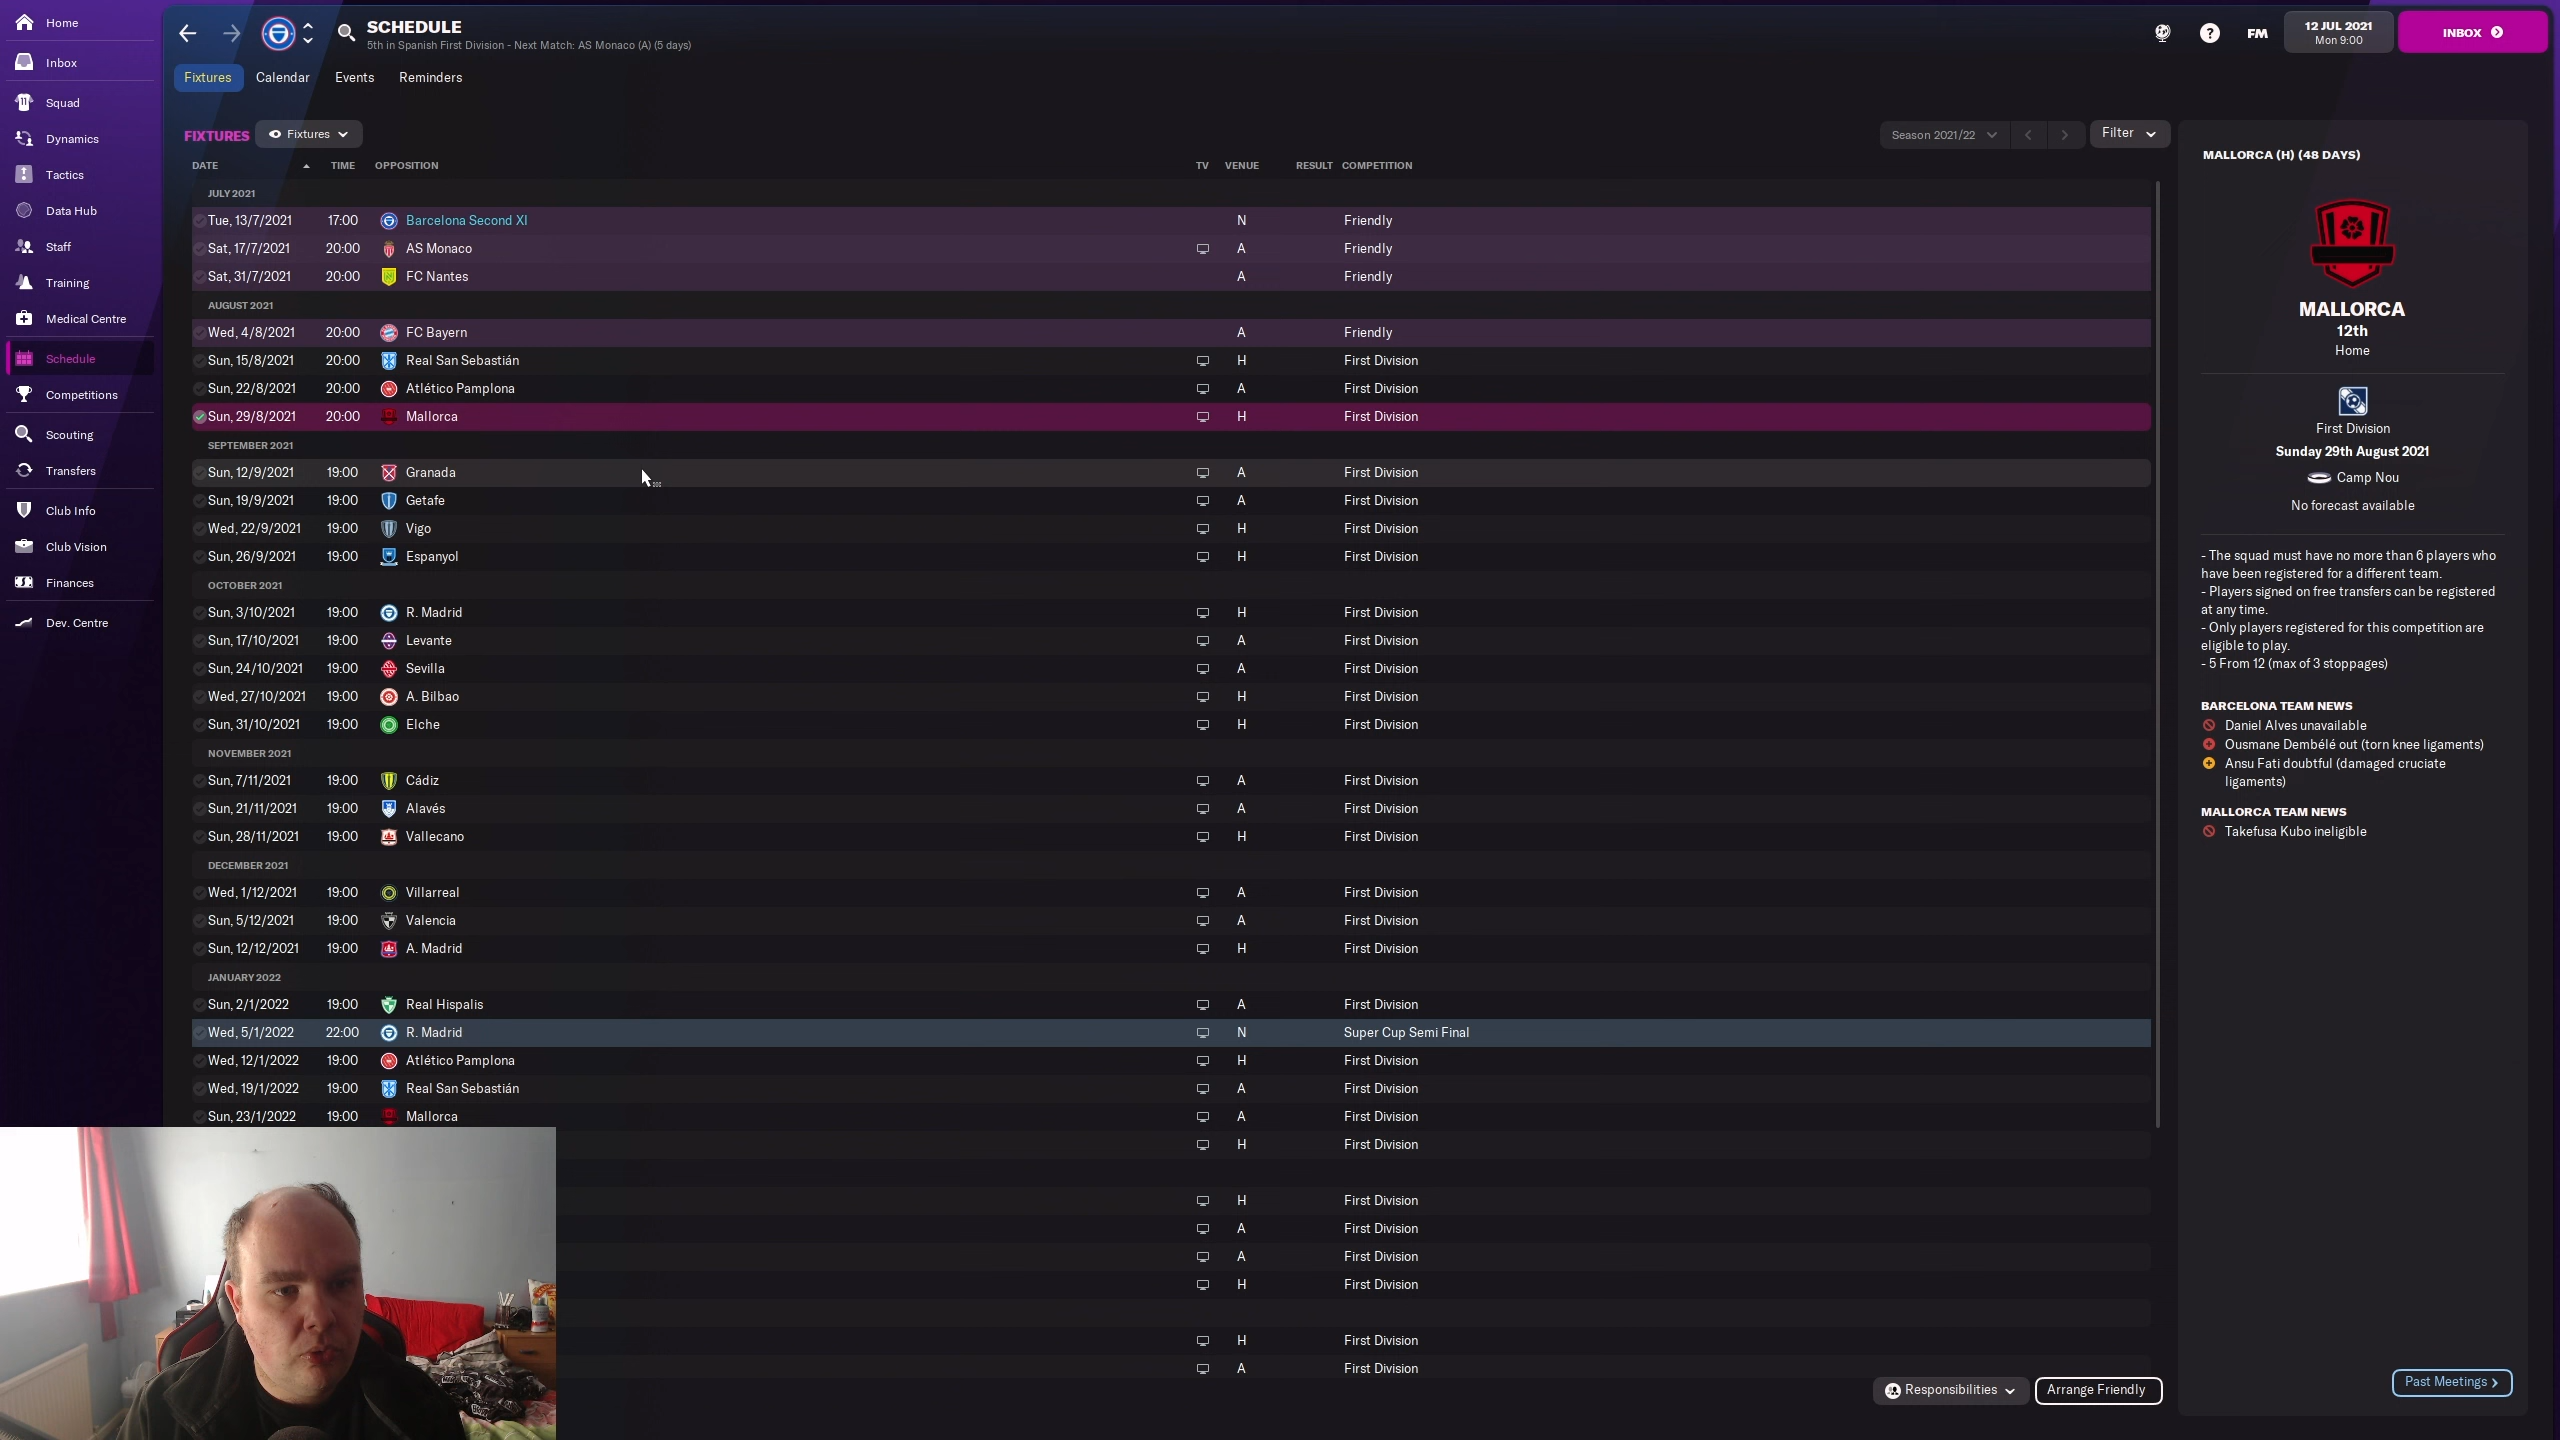 Home
Inbox
Squad
Dynamics
Tactics
Data Hub
Staff
Training
Medical Centre
Schedule
Competitions
Scouting
Transfers
Club Info
Club Vision
Finances
Dev. Centre
SCHEDULE
5th in Spanish First Division - Next Match: AS Monaco (A) (5 days)
FM
12 JUL 2021
Mon 9:00
INBOX
Fixtures Calendar Events Reminders
FIXTURES Fixtures
Season 2021/22
Filter
DATE TIME OPPOSITION TV VENUE RESULT COMPETITION
JULY 2021
Tue, 13/7/2021 17:00 Barcelona Second XI N Friendly
Sat, 17/7/2021 20:00 AS Monaco A Friendly
Sat, 31/7/2021 20:00 FC Nantes A Friendly
AUGUST 2021
Wed, 4/8/2021 20:00 FC Bayern A Friendly
Sun, 15/8/2021 20:00 Real San Sebastián H First Division
Sun, 22/8/2021 20:00 Atlético Pamplona A First Division
Sun, 29/8/2021 20:00 Mallorca H First Division
SEPTEMBER 2021
Sun, 12/9/2021 19:00 Granada A First Division
Sun, 19/9/2021 19:00 Getafe A First Division
Wed, 22/9/2021 19:00 Vigo H First Division
Sun, 26/9/2021 19:00 Espanyol H First Division
OCTOBER 2021
Sun, 3/10/2021 19:00 R. Madrid H First Division
Sun, 17/10/2021 19:00 Levante A First Division
Sun, 24/10/2021 19:00 Sevilla A First Division
Wed, 27/10/2021 19:00 A. Bilbao H First Division
Sun, 31/10/2021 19:00 Elche H First Division
NOVEMBER 2021
Sun, 7/11/2021 19:00 Cádiz A First Division
Sun, 21/11/2021 19:00 Alavés A First Division
Sun, 28/11/2021 19:00 Vallecano H First Division
DECEMBER 2021
Wed, 1/12/2021 19:00 Villarreal A First Division
Sun, 5/12/2021 19:00 Valencia A First Division
Sun, 12/12/2021 19:00 A. Madrid H First Division
JANUARY 2022
Sun, 2/1/2022 19:00 Real Hispalis A First Division
Wed, 5/1/2022 22:00 R. Madrid N Super Cup Semi Final
Wed, 12/1/2022 19:00 Atlético Pamplona H First Division
Wed, 19/1/2022 19:00 Real San Sebastián A First Division
Sun, 23/1/2022 19:00 Mallorca A First Division
H First Division
H First Division
A First Division
A First Division
H First Division
H First Division
A First Division
Responsibilities
Arrange Friendly
MALLORCA (H) (48 DAYS)
MALLORCA
12th
Home
First Division
Sunday 29th August 2021
Camp Nou
No forecast available
- The squad must have no more than 6 players who
have been registered for a different team.
- Players signed on free transfers can be registered
at any time.
- Only players registered for this competition are
eligible to play.
- 5 From 12 (max of 3 stoppages)
BARCELONA TEAM NEWS
Daniel Alves unavailable
Ousmane Dembélé out (torn knee ligaments)
Ansu Fati doubtful (damaged cruciate
ligaments)
MALLORCA TEAM NEWS
Takefusa Kubo ineligible
Past Meetings